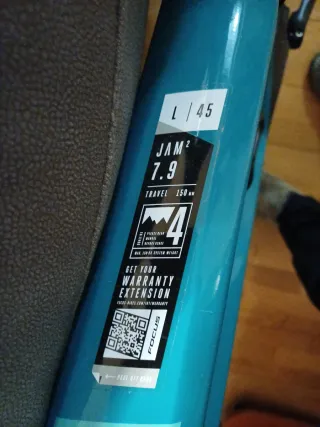 L | 45
JAM²
7.9
TRAVEL 150 MM
4
GET YOUR
WARRANTY
EXTENSION
FOCUS